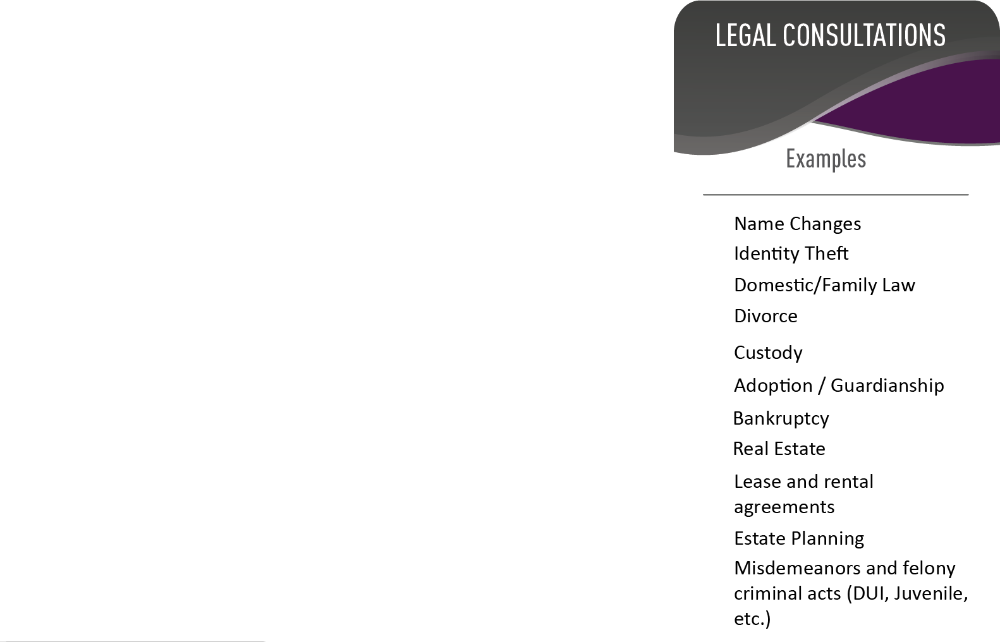 LEGAL CONSULTATIONS
Examples
Name Changes
Identity Theft
Domestic/Family Law
Divorce
Custody
Adoption / Guardianship
Bankruptcy
Real Estate
Lease and rental
agreements
Estate Planning
Misdemeanors and felony
criminal acts (DUI, Juvenile,
etc.)